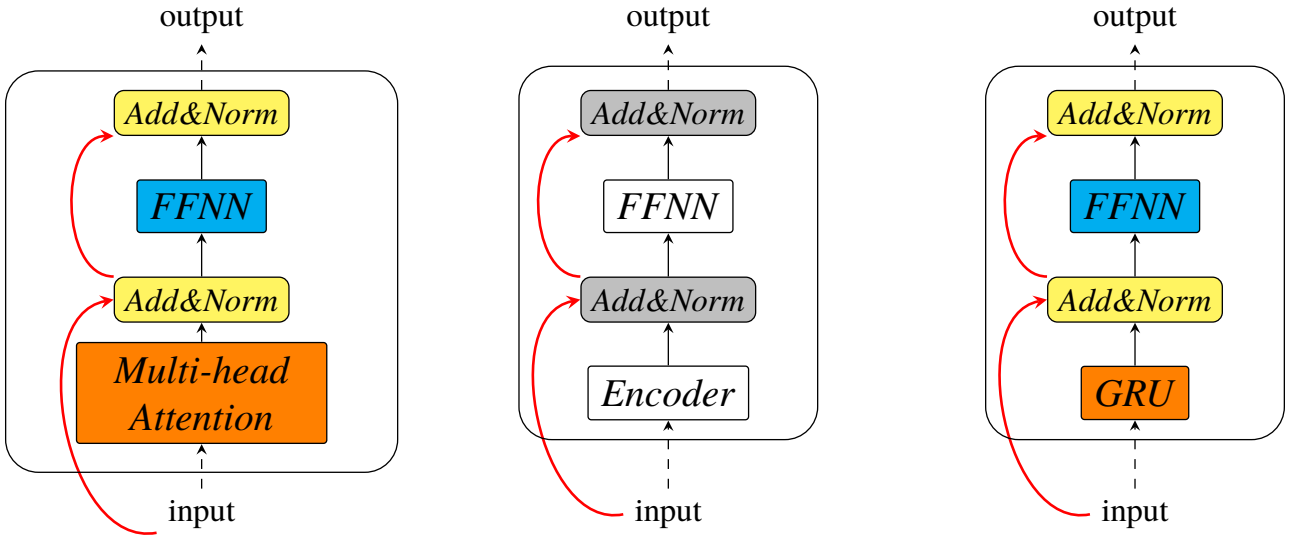 output
Add&Norm
FFNN
Add&Norm
Multi-head
Attention
input
output
Add&Norm
FFNN
Add&Norm
Encoder
input
output
Add&Norm
FFNN
Add&Norm
GRU
input